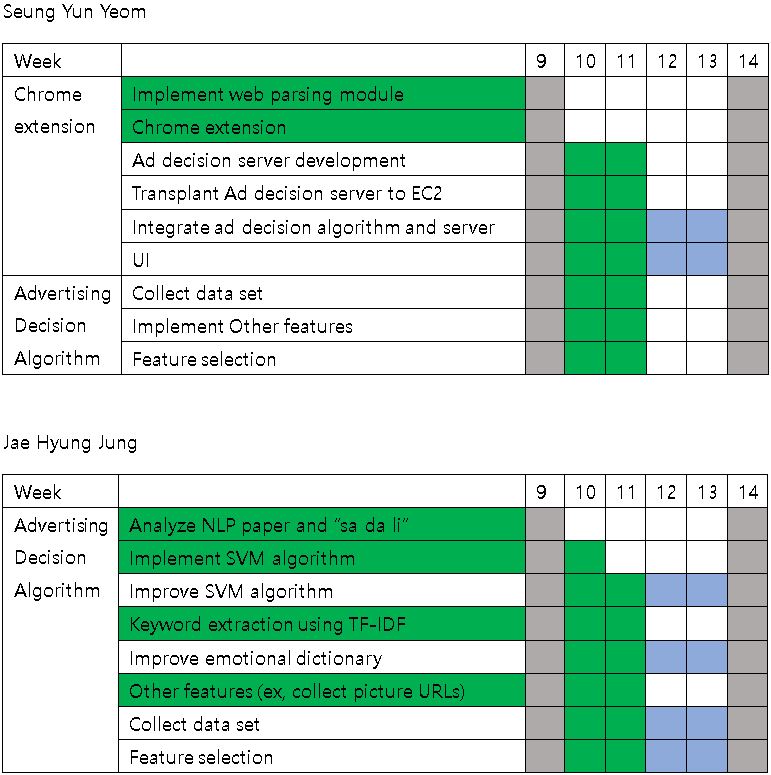 Seung Yun Yeom
Week 9 10 11 12 13 14
Chrome Implement web parsing module
extension Chrome extension
Ad decision server development
Transplant Ad decision server to EC2
Integrate ad decision algorithm and server
UI
Advertising Collect data set
Decision Implement Other features
Algorithm Feature selection
Jae Hyung Jung
Week 9 10 11 12 13 14
Advertising Analyze NLP paper and “sa da li”
Decision Implement SVM algorithm
Algorithm Improve SVM algorithm
Keyword extraction using TF-IDF
Improve emotional dictionary
Other features (ex, collect picture URLs)
Collect data set
Feature selection